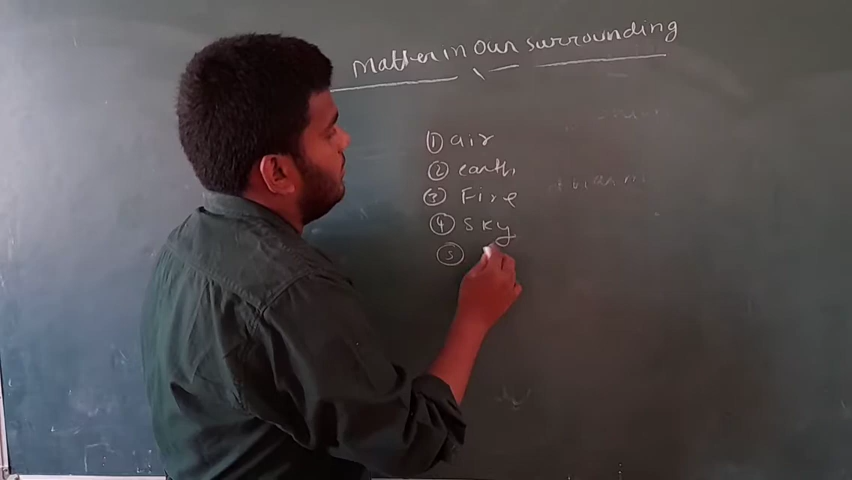 Matter in Our surrounding
① air
② earth
③ Fire
④ Sky
⑤